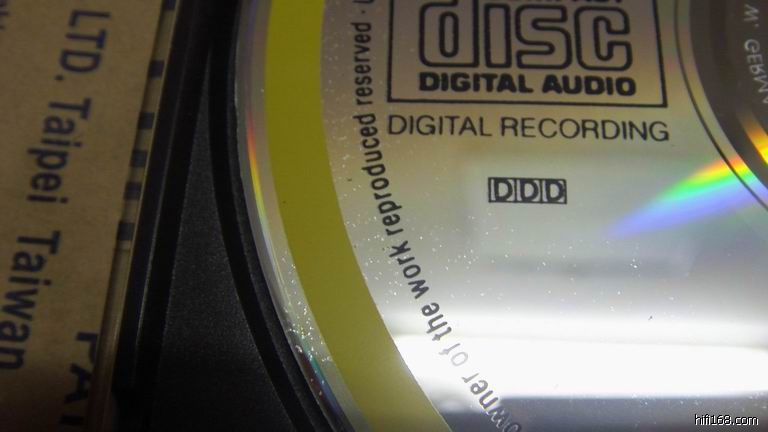 LTD. Taipei Taiwan
disc
DIGITAL AUDIO
DIGITAL RECORDING
DDD
owner of the work reproduced reserved
hifi168.com